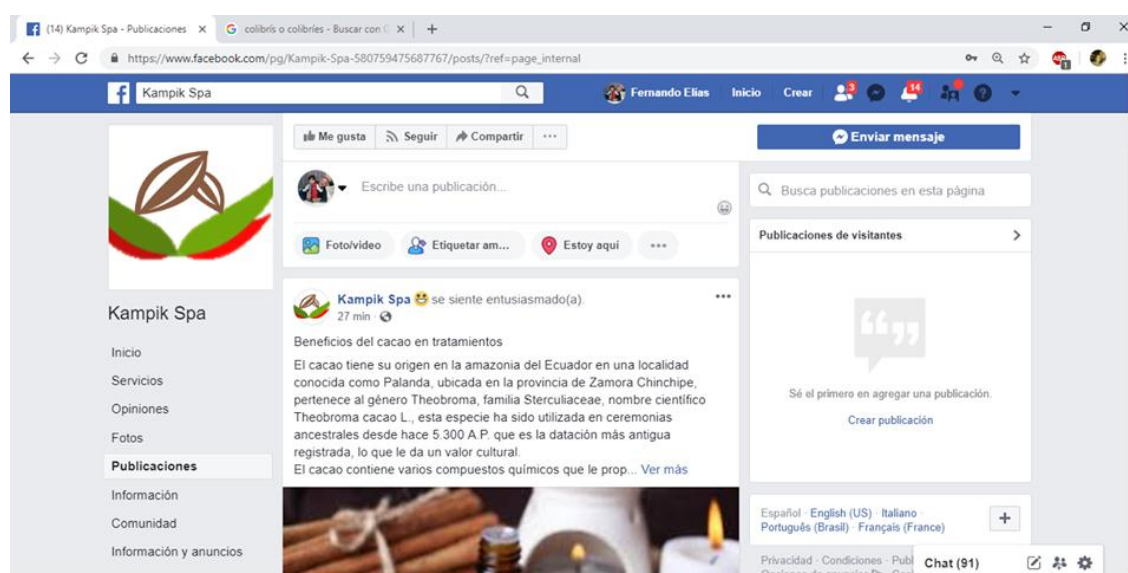 (14) Kampik Spa - Publicaciones
colibrís o colibríes - Buscar con G
https://www.facebook.com/pg/Kampik-Spa-580759475687767/posts/?ref=page_internal
Kampik Spa
Fernando Elías
Inicio
Crear
3
14
Me gusta
Seguir
Compartir
Enviar mensaje
Escribe una publicación...
Busca publicaciones en esta página
Foto/video
Etiquetar am...
Estoy aquí
Publicaciones de visitantes
Kampik Spa
Inicio
Servicios
Opiniones
Fotos
Publicaciones
Información
Comunidad
Información y anuncios
Kampik Spa se siente entusiasmado(a).
27 min ·
Beneficios del cacao en tratamientos
El cacao tiene su origen en la amazonia del Ecuador en una localidad
conocida como Palanda, ubicada en la provincia de Zamora Chinchipe,
pertenece al género Theobroma, familia Sterculiaceae, nombre científico
Theobroma cacao L., esta especie ha sido utilizada en ceremonias
ancestrales desde hace 5.300 A.P. que es la datación más antigua
registrada, lo que le da un valor cultural.
El cacao contiene varios compuestos químicos que le prop... Ver más
Sé el primero en agregar una publicación.
Crear publicación
Español · English (US) · Italiano ·
Português (Brasil) · Français (France)
Privacidad · Condiciones · Publ
Chat (91)